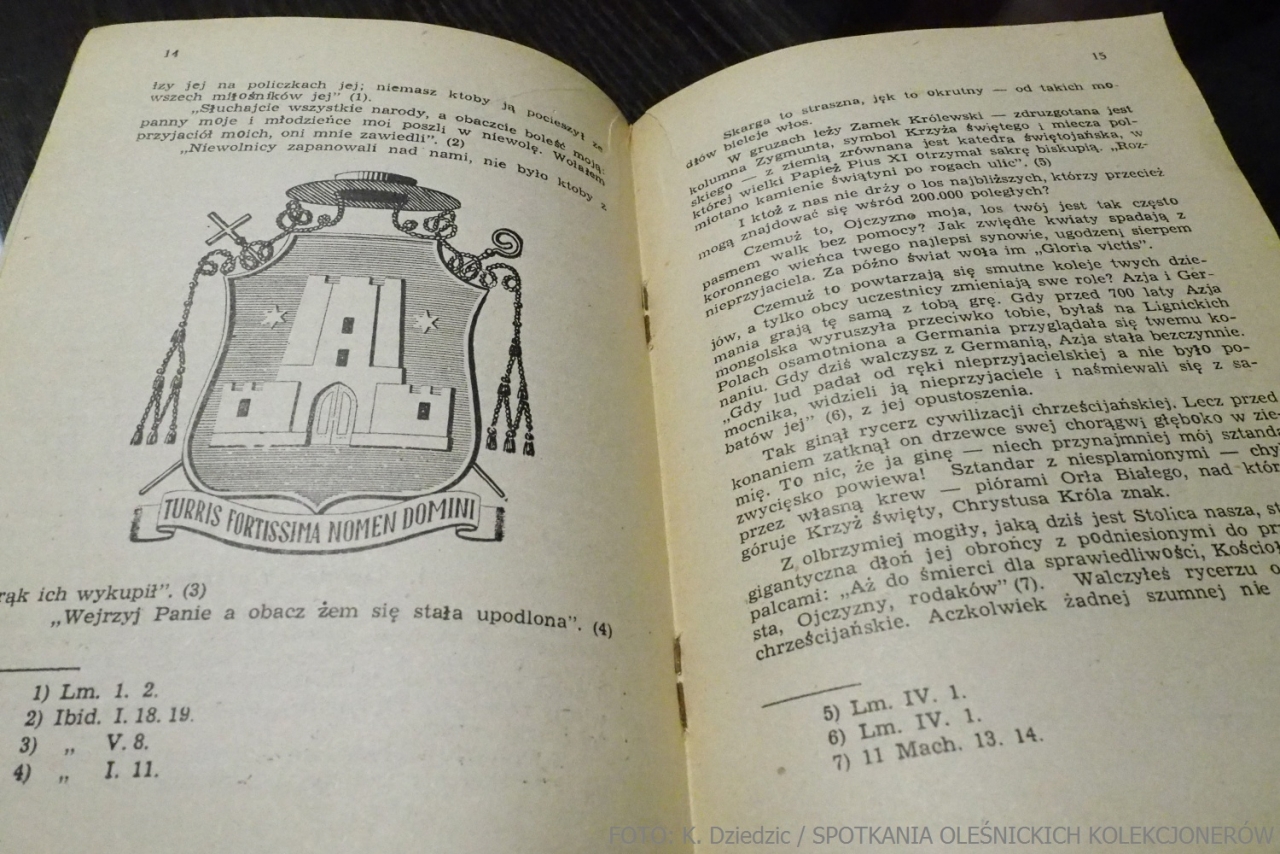 14
łzy jej na policzkach jej; niemasz ktoby ją pocieszył ze
wszech miłośników jej" (1).
„Słuchajcie wszystkie narody, a obaczcie boleść moją:
panny moje i młodzieńce moi poszli w niewolę. Wołałem
przyjaciół moich, oni mnie zawiedli". (2)
„Niewolnicy zapanowali nad nami, nie było ktoby z
TURRIS FORTISSIMA NOMEN DOMINI
rąk ich wykupił". (3)
„Wejrzyj Panie a obacz żem się stała upodlona". (4)
1) Lm. 1. 2.
2) Ibid. I. 18. 19.
3) „ V. 8.
4) „ I. 11.
15
Skarga to straszna, jęk to okrutny — od takich mo-
dłów bieleje włos.
W gruzach leży Zamek Królewski — zdruzgotana jest
kolumna Zygmunta, symbol Krzyża świętego i miecza pol-
skiego — z ziemią zrównana jest katedra świętojańska, w
której wielki Papież Pius XI otrzymał sakrę biskupią. „Roz-
miotano kamienie świątyni po rogach ulic". (5)
I któż z nas nie drży o los najbliższych, którzy przecież
mogą znajdować się wśród 200.000 poległych?
Czemuż to, Ojczyzno moja, los twój jest tak często
pasmem walk bez pomocy? Jak zwiędłe kwiaty spadają z
koronnego wieńca twego najlepsi synowie, ugodzeni sierpem
nieprzyjaciela. Za późno świat woła im „Gloria victis".
Czemuż to powtarzają się smutne koleje twych dzie-
jów, a tylko obcy uczestnicy zmieniają swe role? Azja i Ger-
mania grają tę samą z tobą grę. Gdy przed 700 laty Azja
mongolska wyruszyła przeciwko tobie, byłaś na Lignickich
Polach osamotniona a Germania przyglądała się twemu ko-
naniu. Gdy dziś walczysz z Germanią, Azja stała bezczynnie.
„Gdy lud padał od ręki nieprzyjacielskiej a nie było po-
mocnika, widzieli ją nieprzyjaciele i naśmiewali się z sa-
batów jej" (6), z jej opustoszenia.
Tak ginął rycerz cywilizacji chrześcijańskiej. Lecz przed
konaniem zatknął on drzewce swej chorągwi głęboko w zie-
mię. To nic, że ja ginę — niech przynajmniej mój sztanda
zwycięsko powiewa! Sztandar z niesplamionymi — chy
przez własną krew — piórami Orła Białego, nad któr
góruje Krzyż święty, Chrystusa Króla znak.
Z olbrzymiej mogiły, jaką dziś jest Stolica nasza, st
gigantyczna dłoń jej obrońcy z podniesionymi do pr
palcami: „Aż do śmierci dla sprawiedliwości, Kościoł
sta, Ojczyzny, rodaków" (7). Walczyłeś rycerzu o
chrześcijańskie. Aczkolwiek żadnej szumnej nie
5) Lm. IV. 1.
6) Lm. IV. 1.
7) 11 Mach. 13. 14.
FOTO: K. Dziedzic / SPOTKANIA OLEŚNICKICH KOLEKCJONERÓW